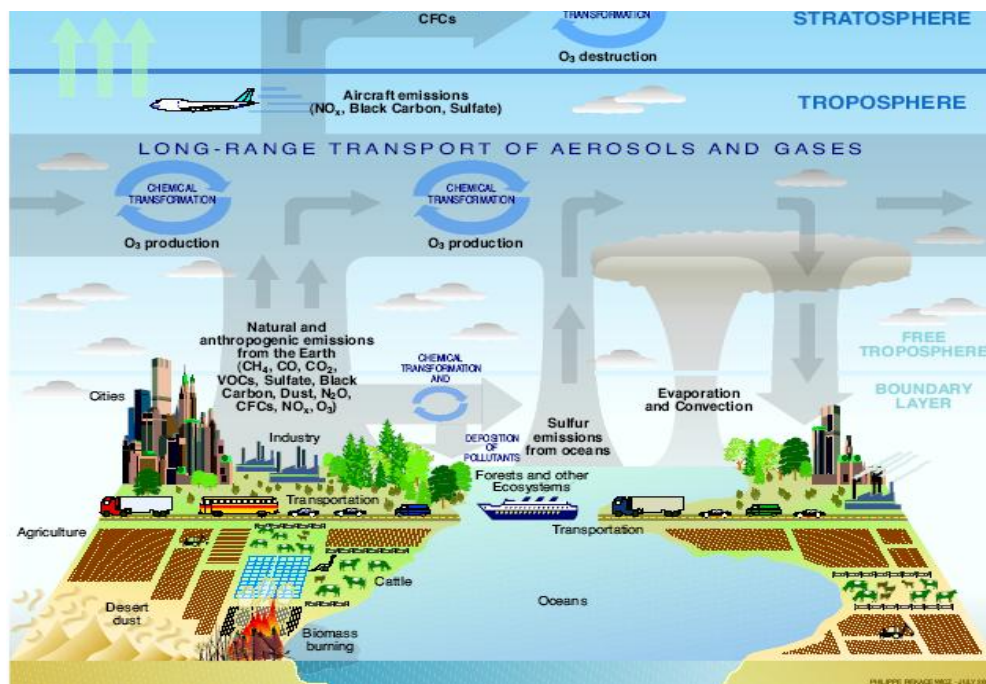 CFCs
CHEMICAL
TRANSFORMATION
O₃ destruction
STRATOSPHERE
Aircraft emissions
(NOₓ, Black Carbon, Sulfate)
TROPOSPHERE
LONG-RANGE TRANSPORT OF AEROSOLS AND GASES
CHEMICAL
TRANSFORMATION
O₃ production
CHEMICAL
TRANSFORMATION
O₃ production
Natural and
anthropogenic emissions
from the Earth
(CH₄, CO, CO₂,
VOCs, Sulfate, Black
Carbon, Dust, N₂O,
CFCs, NOₓ, O₃)
CHEMICAL
TRANSFORMATION
AND
DEPOSITION
OF
POLLUTANTS
FREE
TROPOSPHERE
BOUNDARY
LAYER
Evaporation
and Convection
Cities
Industry
Sulfur
emissions
from oceans
Forests and other
Ecosystems
Transportation
Transportation
Agriculture
Cattle
Desert
dust
Biomass
burning
Oceans